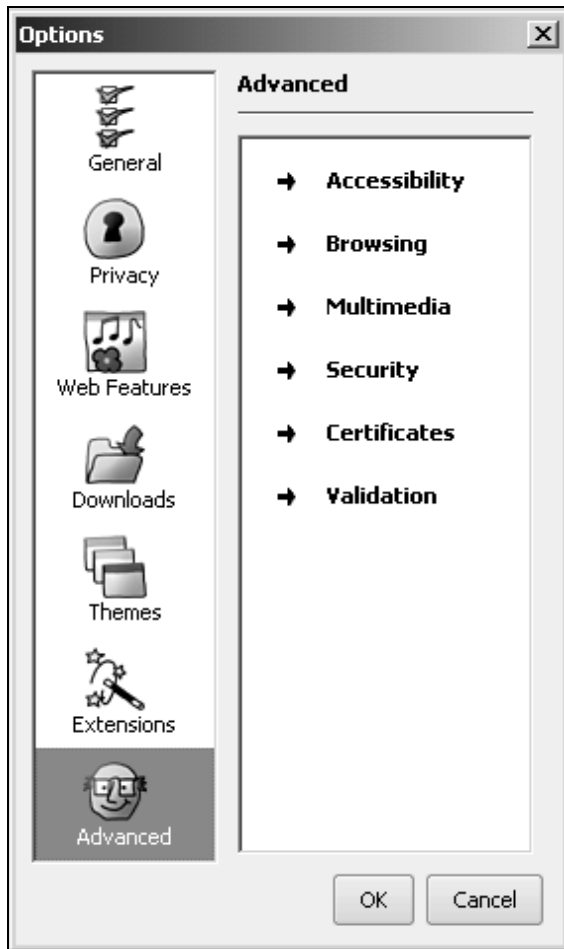 Options
General
Privacy
Web Features
Downloads
Themes
Extensions
Advanced
Advanced
Accessibility
Browsing
Multimedia
Security
Certificates
Validation
OK
Cancel